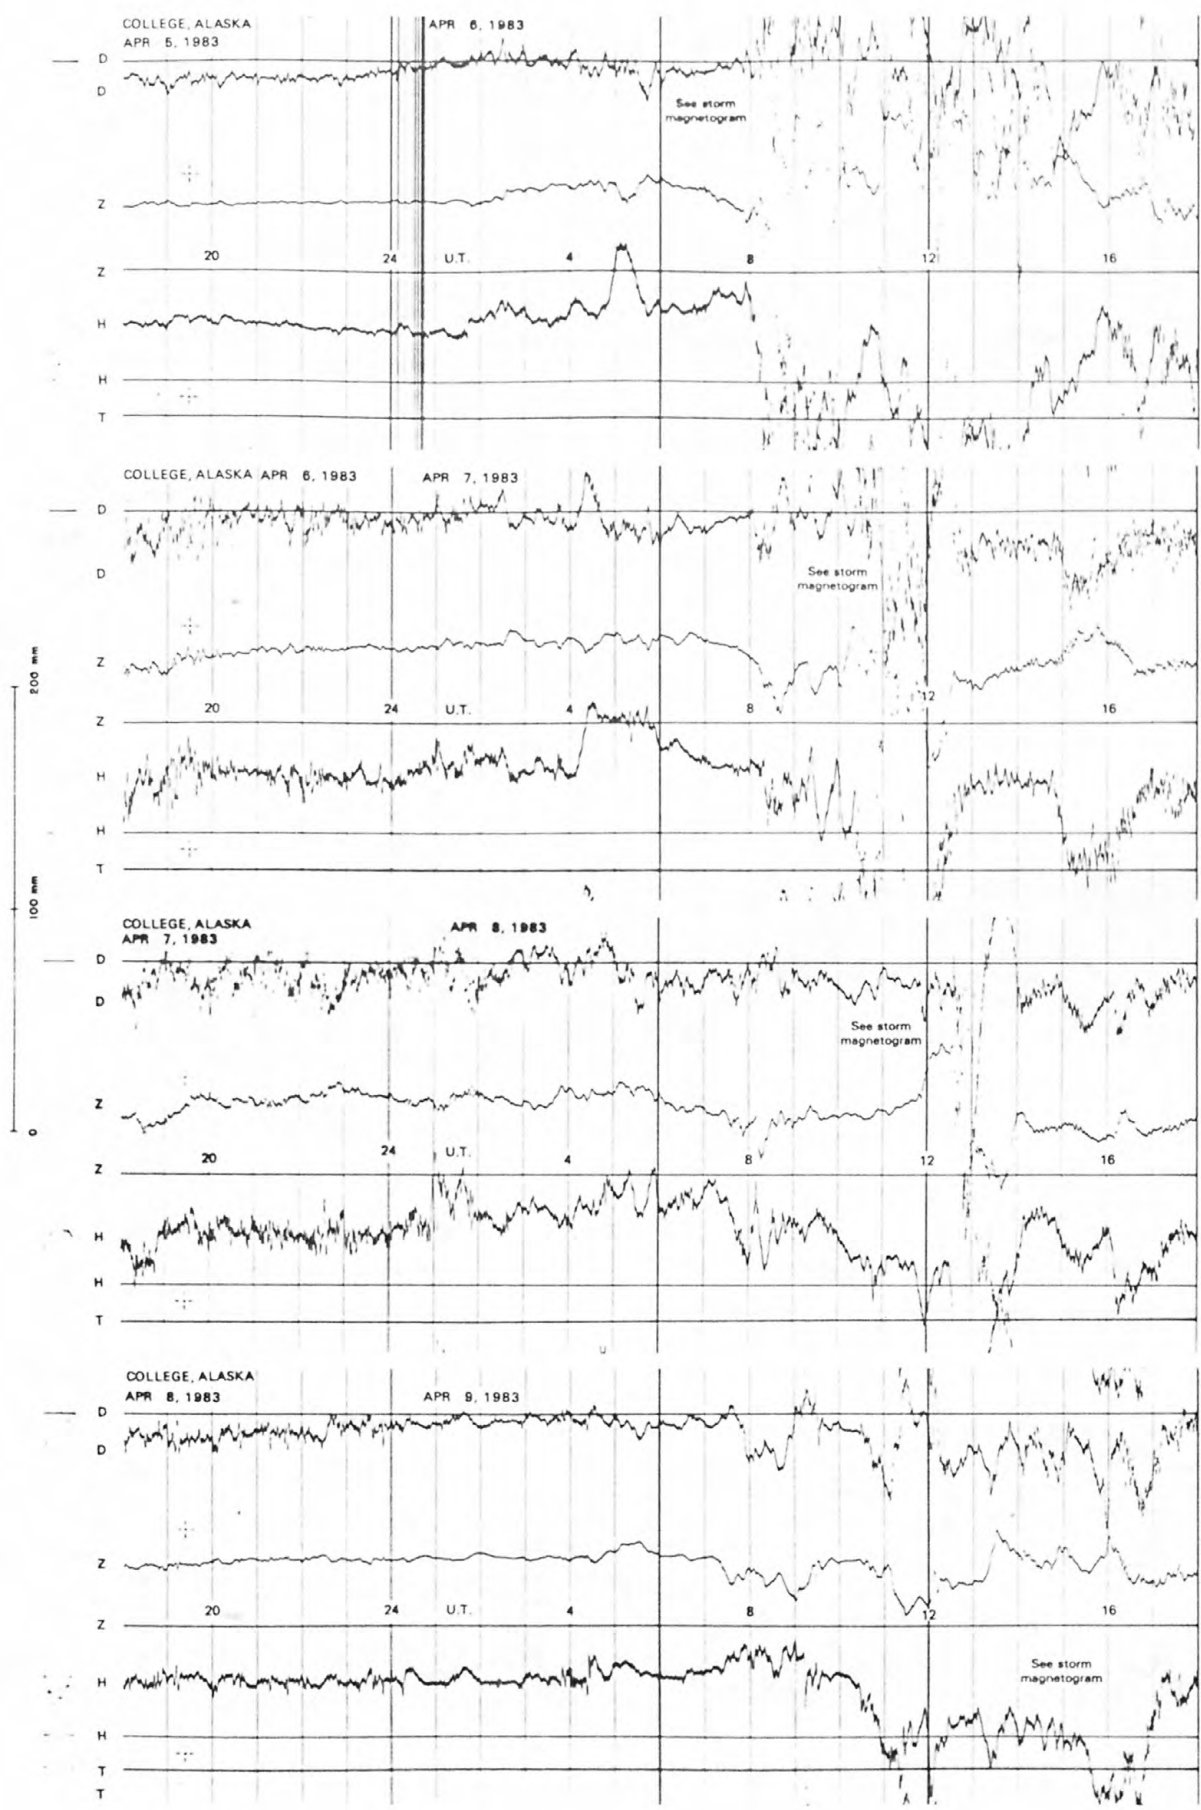 COLLEGE, ALASKA
APR 5, 1983
APR 6, 1983
D
D
See storm
magnetogram
Z
20
24
U.T.
4
8
12
16
Z
H
H
T
COLLEGE, ALASKA APR 6, 1983
APR 7, 1983
D
D
See storm
magnetogram
Z
20
24
U.T.
4
8
12
16
Z
H
H
T
200 mm
100 mm
0
COLLEGE, ALASKA
APR 7, 1983
APR 8, 1983
D
D
See storm
magnetogram
Z
20
24
U.T.
4
8
12
16
Z
H
H
T
COLLEGE, ALASKA
APR 8, 1983
APR 9, 1983
D
D
Z
20
24
U.T.
4
8
12
16
Z
See storm
magnetogram
H
H
T
T